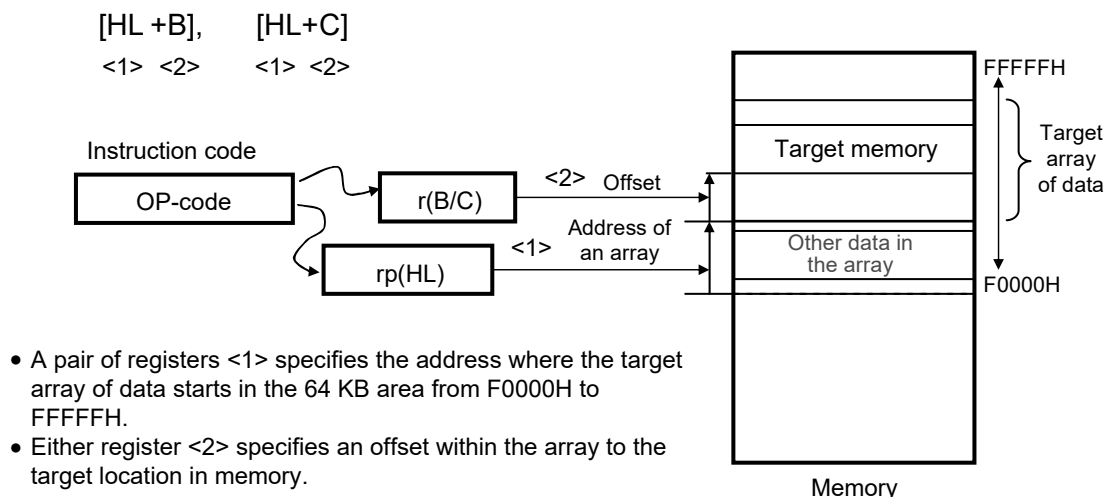 [HL +B], [HL+C]
<1> <2> <1> <2>
FFFFFH
Target
array
of data
Target memory
Instruction code
OP-code
r(B/C)
<2> Offset
Address of
an array
<1>
rp(HL)
Other data in
the array
F0000H
• A pair of registers <1> specifies the address where the target
array of data starts in the 64 KB area from F0000H to
FFFFFH.
• Either register <2> specifies an offset within the array to the
target location in memory.
Memory